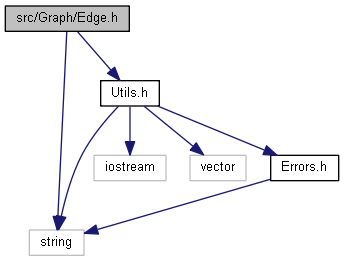 src/Graph/Edge.h
Utils.h
iostream
vector
Errors.h
string